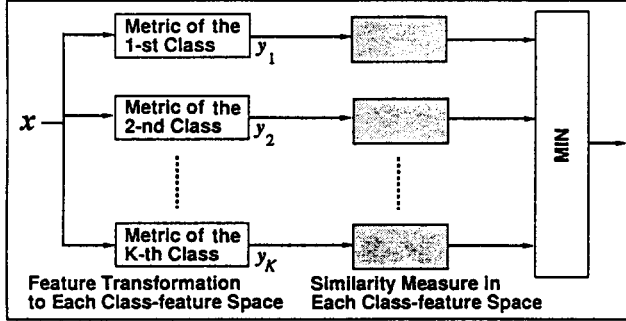 Metric of the
1-st Class
y1
Metric of the
2-nd Class
y2
x
MIN
Metric of the
K-th Class
yK
Feature Transformation
to Each Class-feature Space
Similarity Measure in
Each Class-feature Space